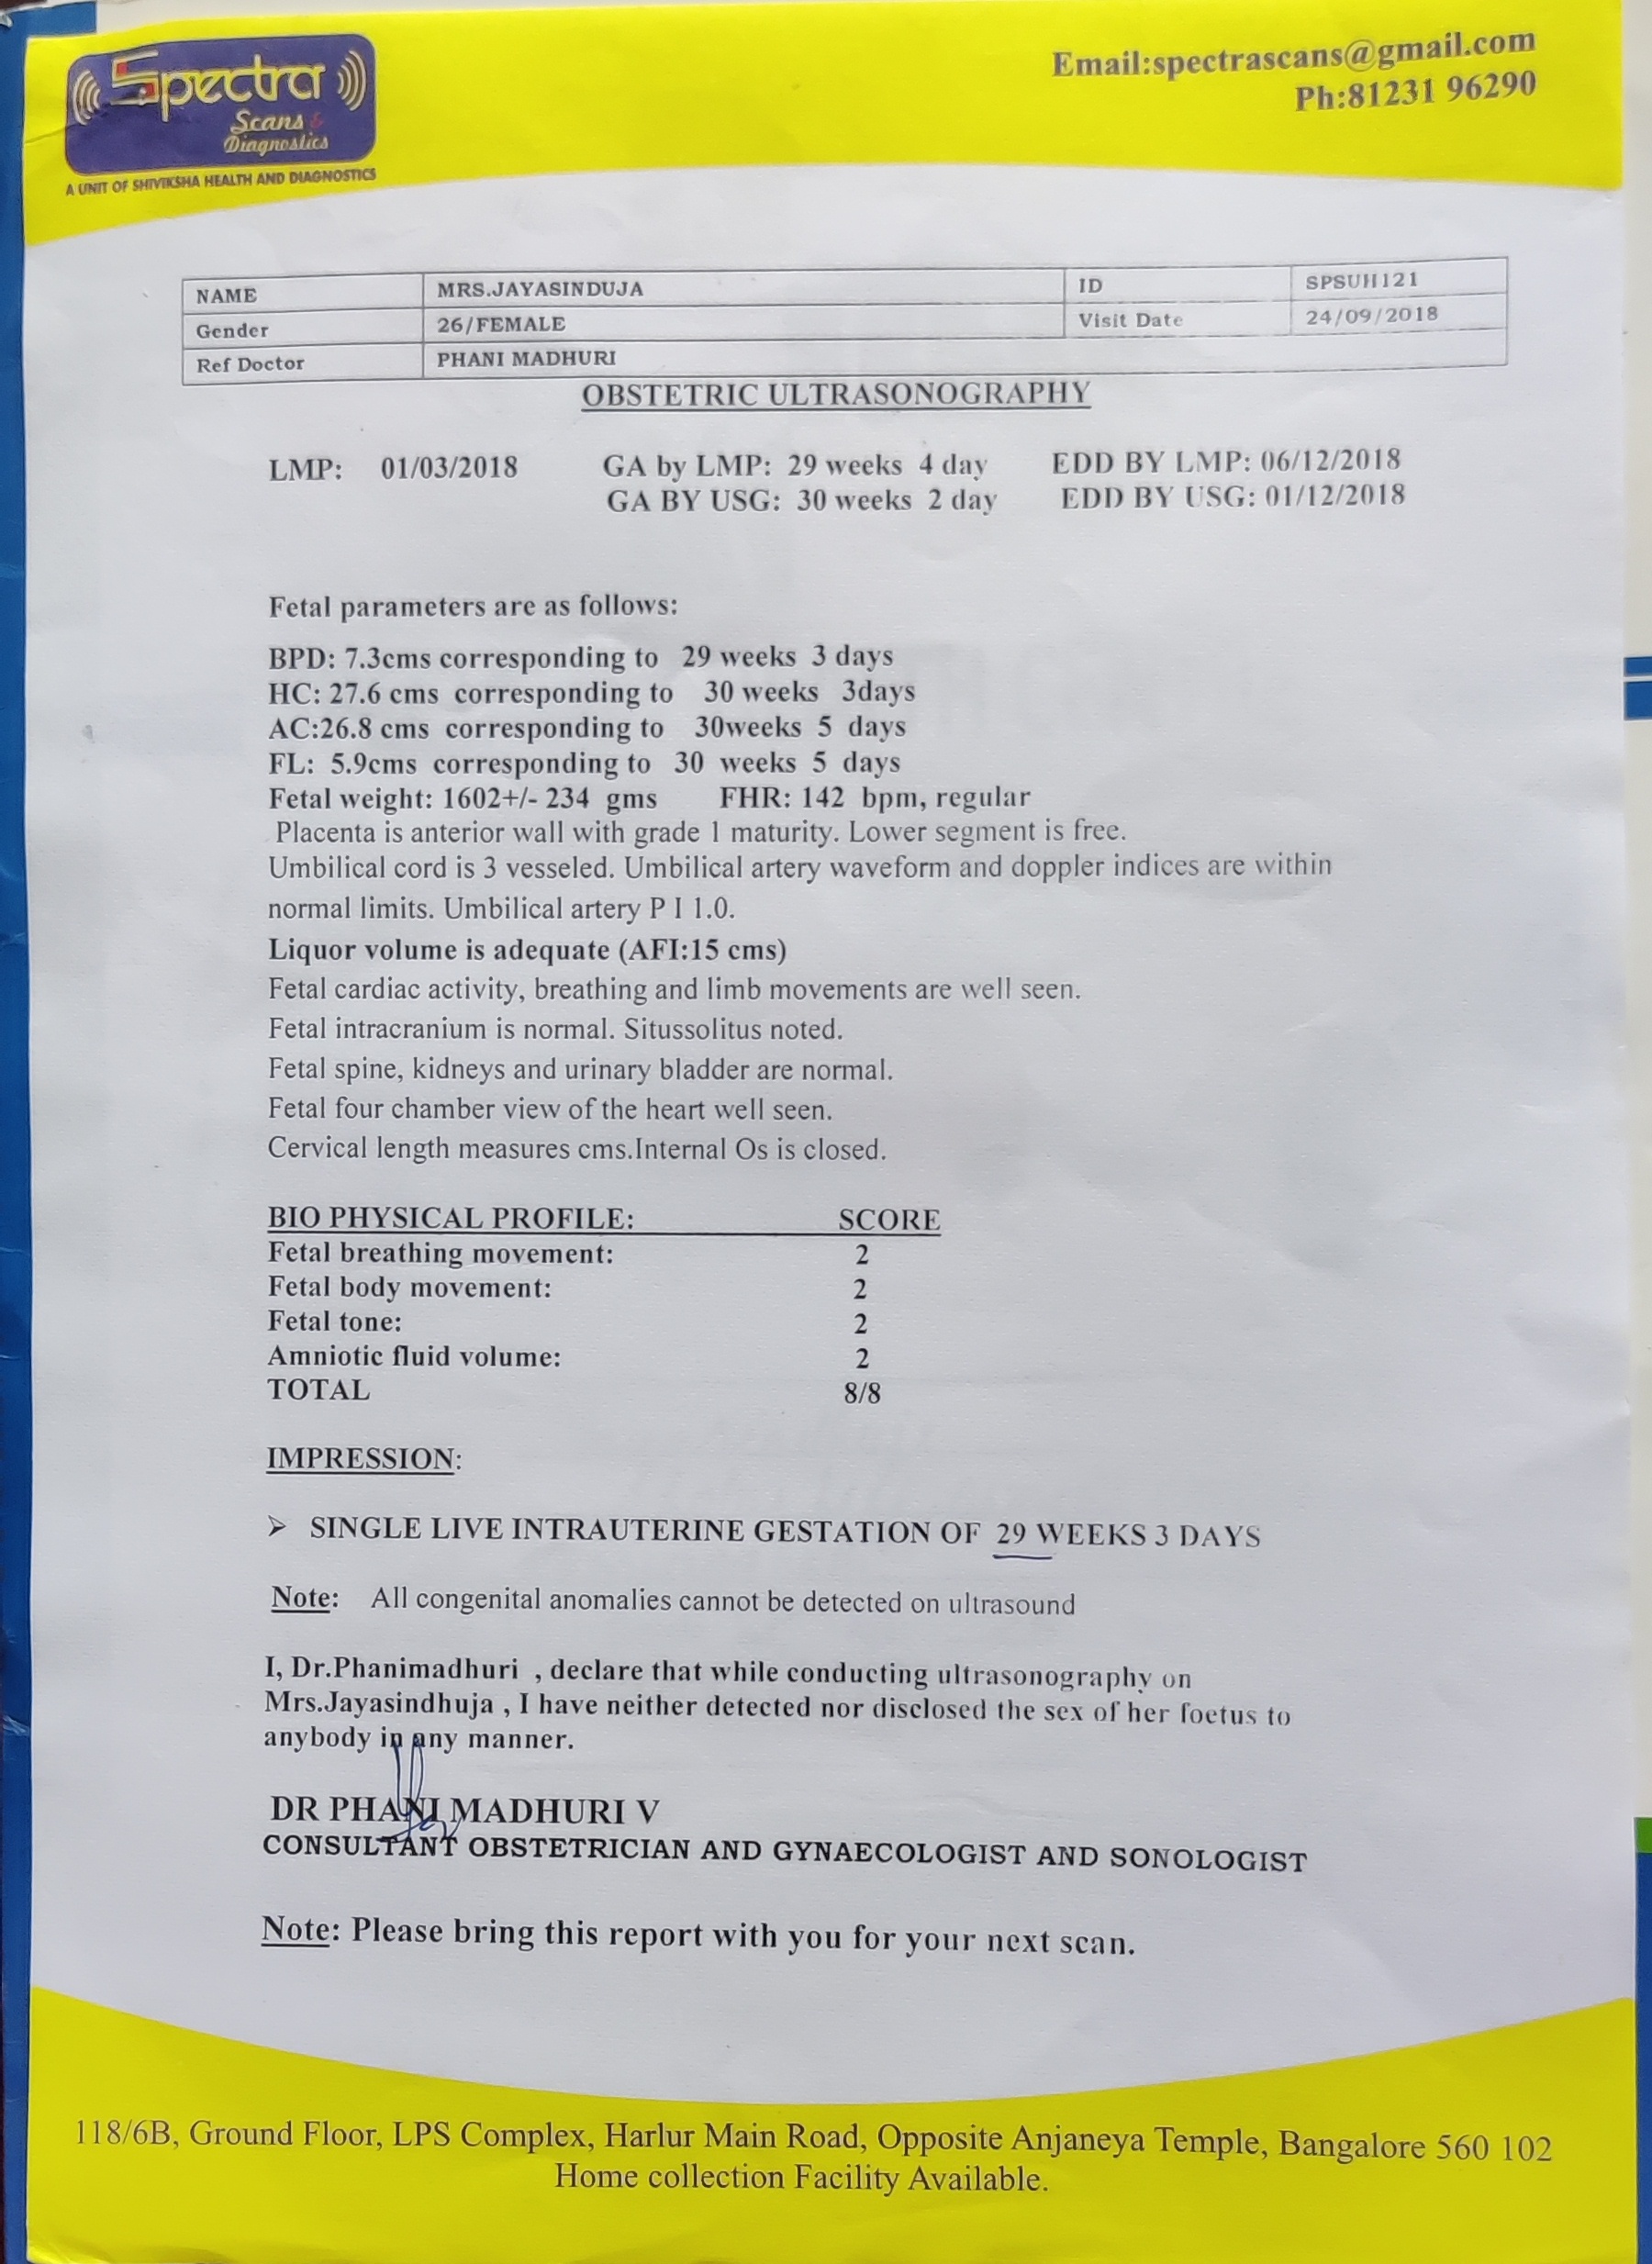 Spectra
Scans &
Diagnostics
A UNIT OF SHIVIKSHA HEALTH AND DIAGNOSTICS
Email:spectrascans@gmail.com
Ph:81231 96290
NAME MRS.JAYASINDUJA ID SPSUH121
Gender 26/FEMALE Visit Date 24/09/2018
Ref Doctor PHANI MADHURI
OBSTETRIC ULTRASONOGRAPHY
LMP: 01/03/2018 GA by LMP: 29 weeks 4 day EDD BY LMP: 06/12/2018
GA BY USG: 30 weeks 2 day EDD BY USG: 01/12/2018
Fetal parameters are as follows:
BPD: 7.3cms corresponding to 29 weeks 3 days
HC: 27.6 cms corresponding to 30 weeks 3days
AC:26.8 cms corresponding to 30weeks 5 days
FL: 5.9cms corresponding to 30 weeks 5 days
Fetal weight: 1602+/- 234 gms FHR: 142 bpm, regular
Placenta is anterior wall with grade 1 maturity. Lower segment is free.
Umbilical cord is 3 vesseled. Umbilical artery waveform and doppler indices are within
normal limits. Umbilical artery P I 1.0.
Liquor volume is adequate (AFI:15 cms)
Fetal cardiac activity, breathing and limb movements are well seen.
Fetal intracranium is normal. Situssolitus noted.
Fetal spine, kidneys and urinary bladder are normal.
Fetal four chamber view of the heart well seen.
Cervical length measures cms.Internal Os is closed.
BIO PHYSICAL PROFILE: SCORE
Fetal breathing movement: 2
Fetal body movement: 2
Fetal tone: 2
Amniotic fluid volume: 2
TOTAL 8/8
IMPRESSION:
➢ SINGLE LIVE INTRAUTERINE GESTATION OF 29 WEEKS 3 DAYS
Note: All congenital anomalies cannot be detected on ultrasound
I, Dr.Phanimadhuri , declare that while conducting ultrasonography on
Mrs.Jayasindhuja , I have neither detected nor disclosed the sex of her foetus to
anybody in any manner.
DR PHANI MADHURI V
CONSULTANT OBSTETRICIAN AND GYNAECOLOGIST AND SONOLOGIST
Note: Please bring this report with you for your next scan.
118/6B, Ground Floor, LPS Complex, Harlur Main Road, Opposite Anjaneya Temple, Bangalore 560 102
Home collection Facility Available.